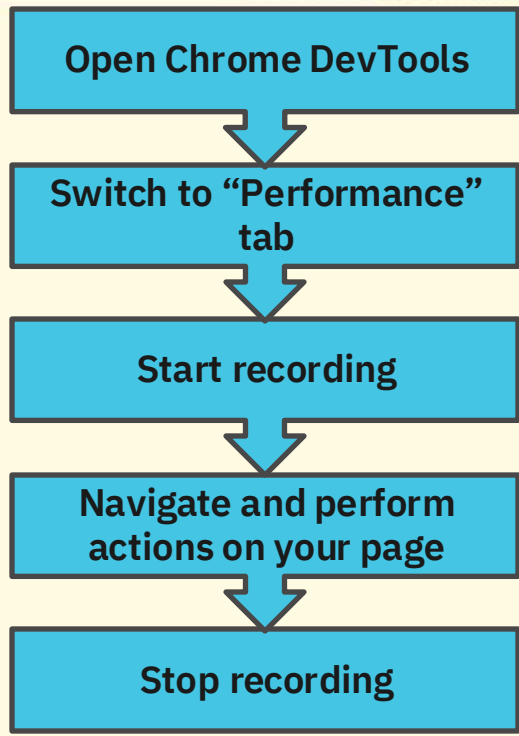 Open Chrome DevTools
Switch to “Performance”
tab
Start recording
Navigate and perform
actions on your page
Stop recording